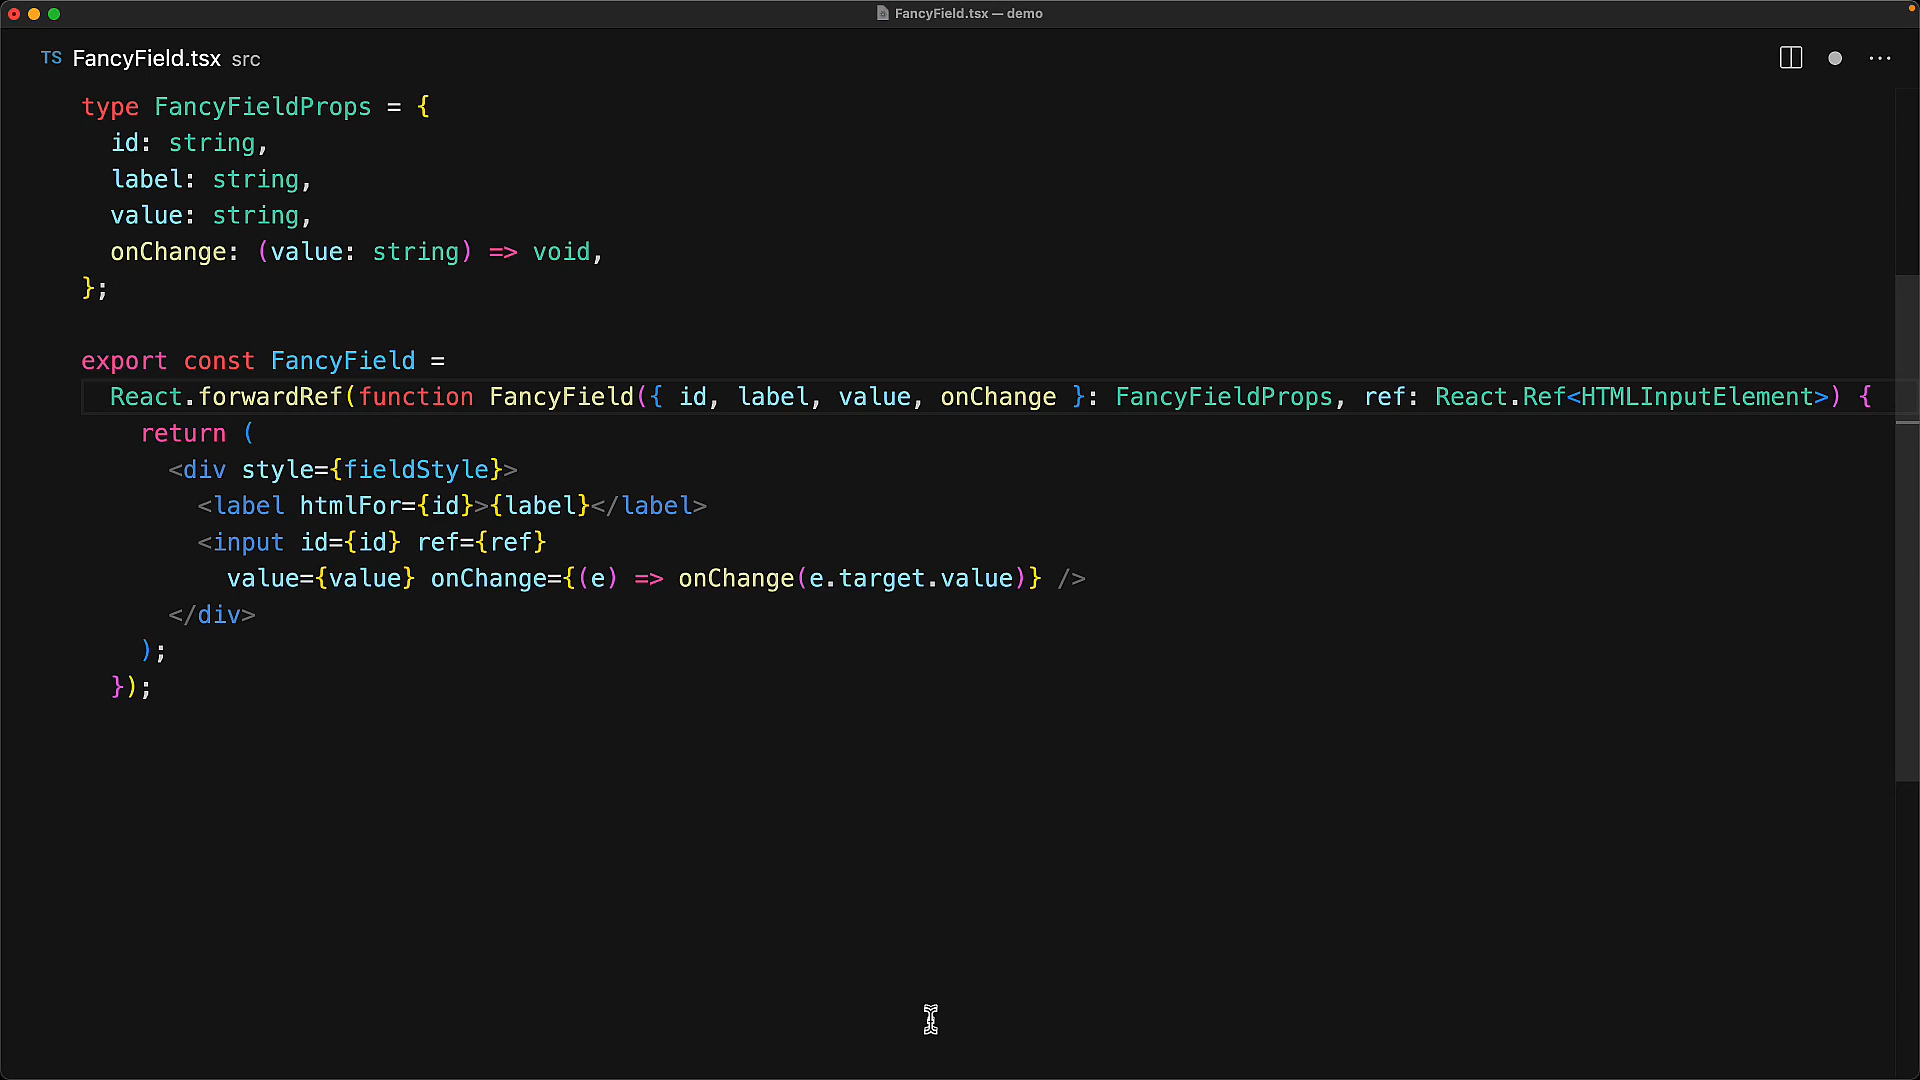 FancyField.tsx — demo
TS FancyField.tsx src
type FancyFieldProps = {
  id: string,
  label: string,
  value: string,
  onChange: (value: string) => void,
};

export const FancyField =
  React.forwardRef(function FancyField({ id, label, value, onChange }: FancyFieldProps, ref: React.Ref<HTMLInputElement>) {
    return (
      <div style={fieldStyle}>
        <label htmlFor={id}>{label}</label>
        <input id={id} ref={ref}
          value={value} onChange={(e) => onChange(e.target.value)} />
      </div>
    );
  });